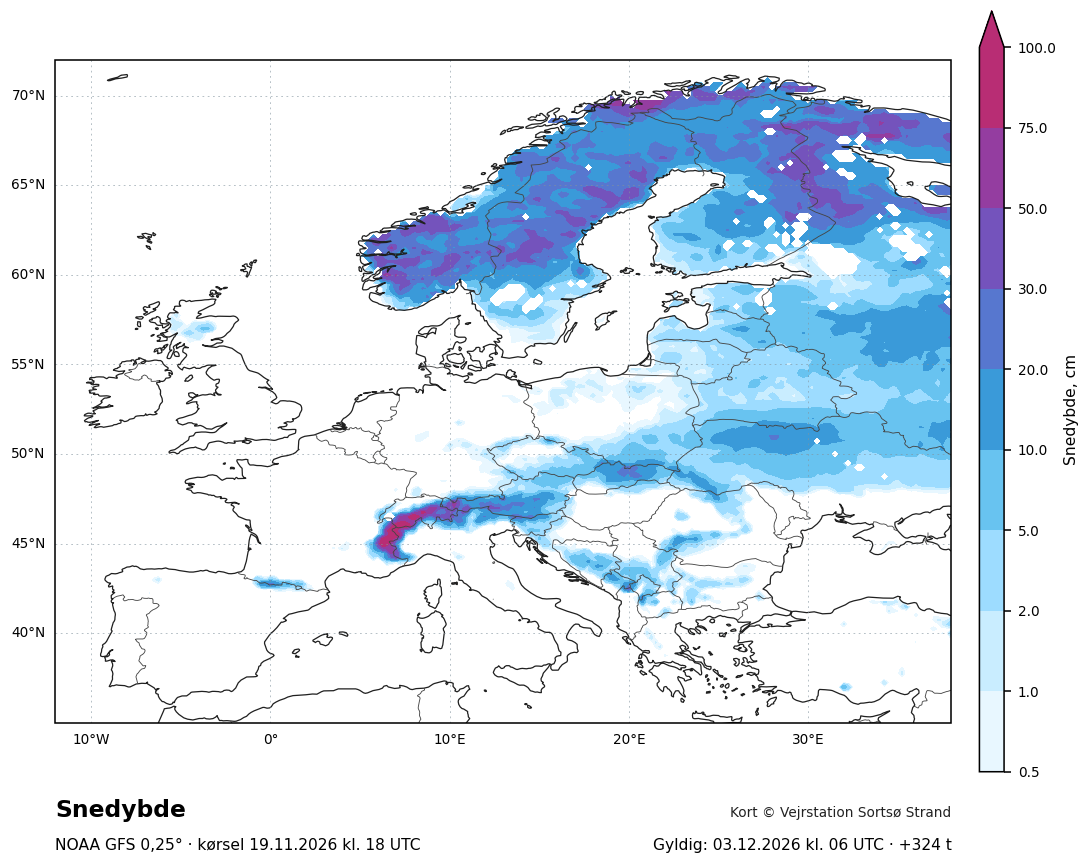 100.0
75.0
50.0
30.0
20.0
10.0
5.0
2.0
1.0
0.5
Snedybde, cm
70°N
65°N
60°N
55°N
50°N
45°N
40°N
10°W
0°
10°E
20°E
30°E
Snedybde
Kort © Vejrstation Sortsø Strand
NOAA GFS 0,25° · kørsel 19.11.2026 kl. 18 UTC
Gyldig: 03.12.2026 kl. 06 UTC · +324 t